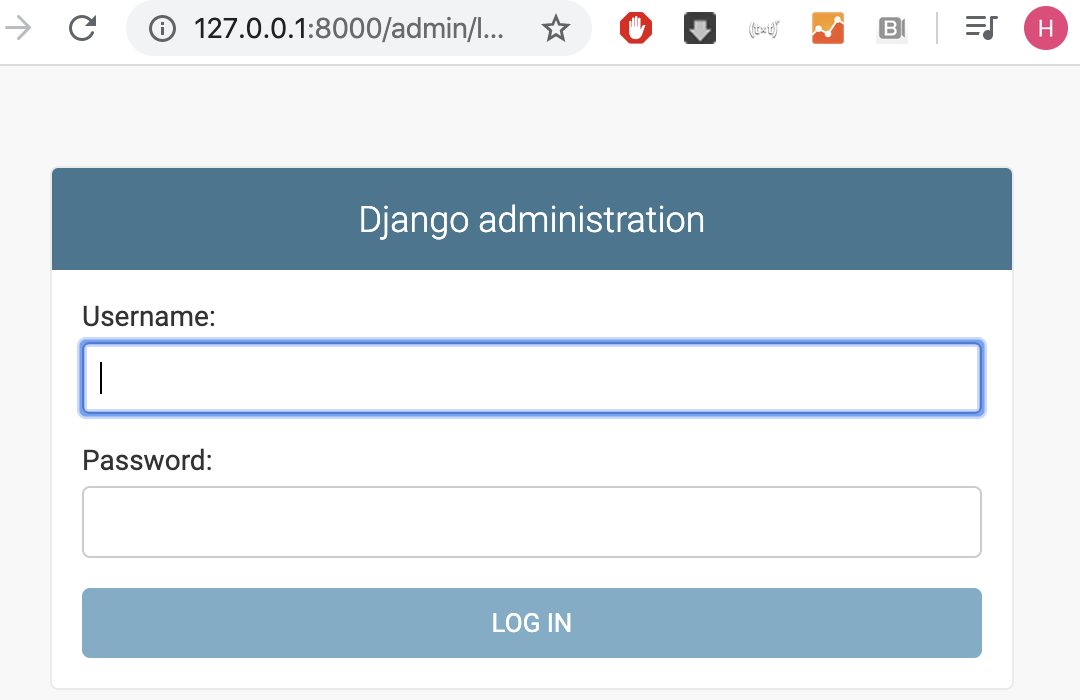 127.0.0.1:8000/admin/l...
B
H
Django administration
Username:
Password:
LOG IN